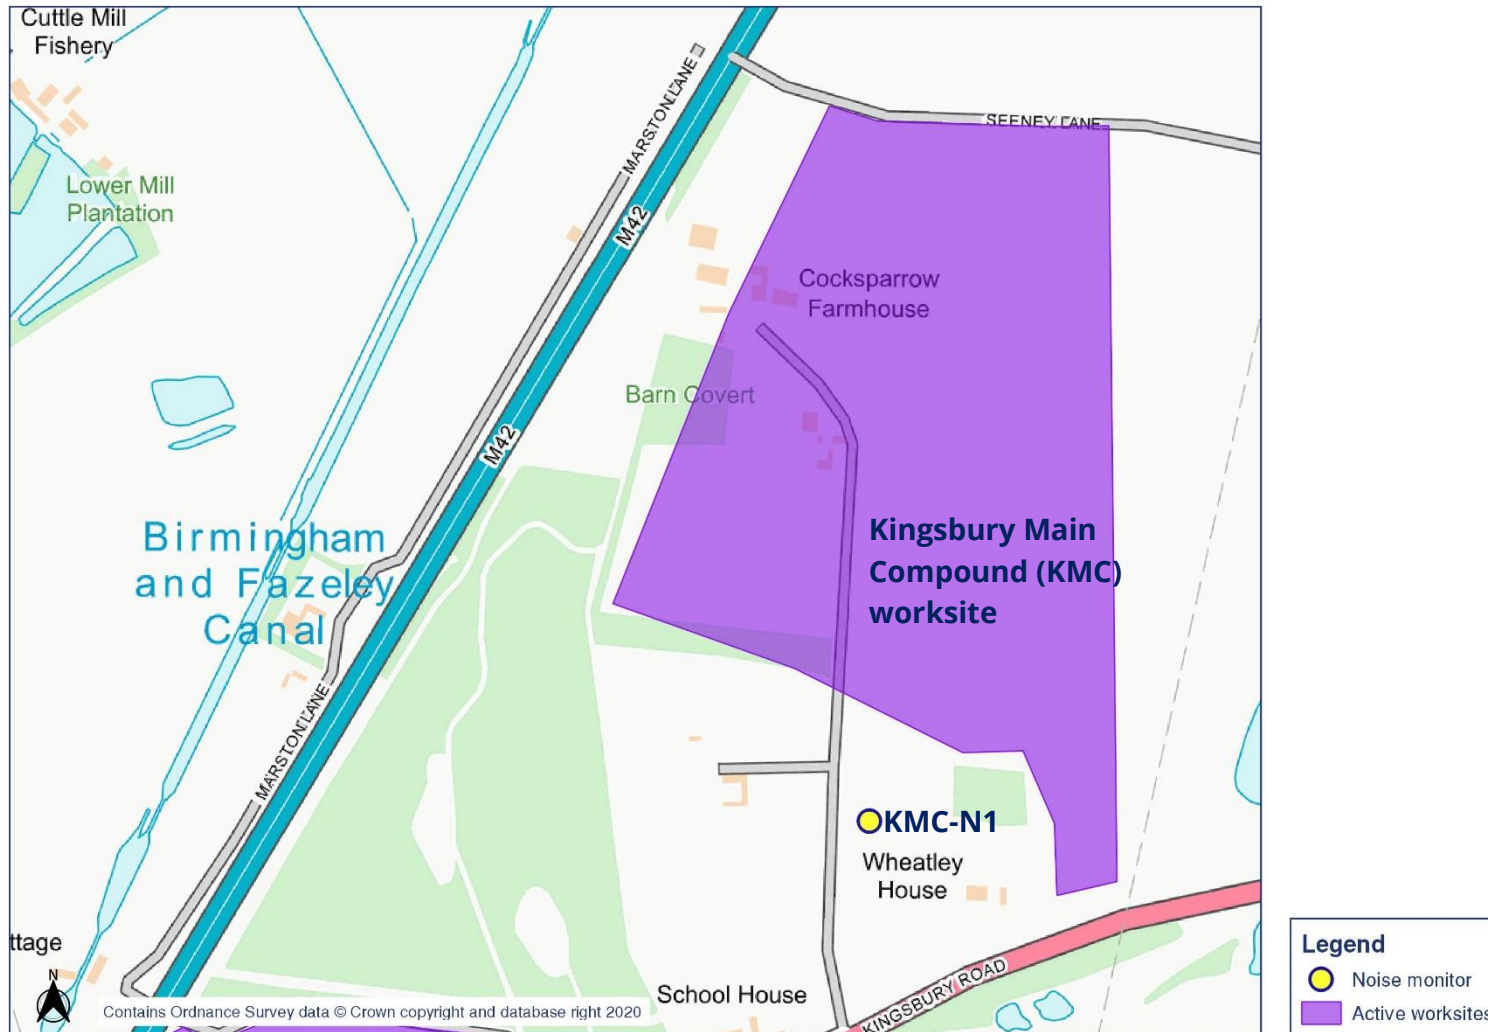 Cuttle Mill
Fishery
MARSTON LANE
SEENEY LANE
Lower Mill
Plantation
M42
Cocksparrow
Farmhouse
Barn Covert
M42
Birmingham
and Fazeley
Canal
Kingsbury Main
Compound (KMC)
worksite
MARSTON LANE
KMC-N1
Wheatley
House
ttage
N
School House
KINGSBURY ROAD
Contains Ordnance Survey data © Crown copyright and database right 2020
Legend
Noise monitor
Active worksites